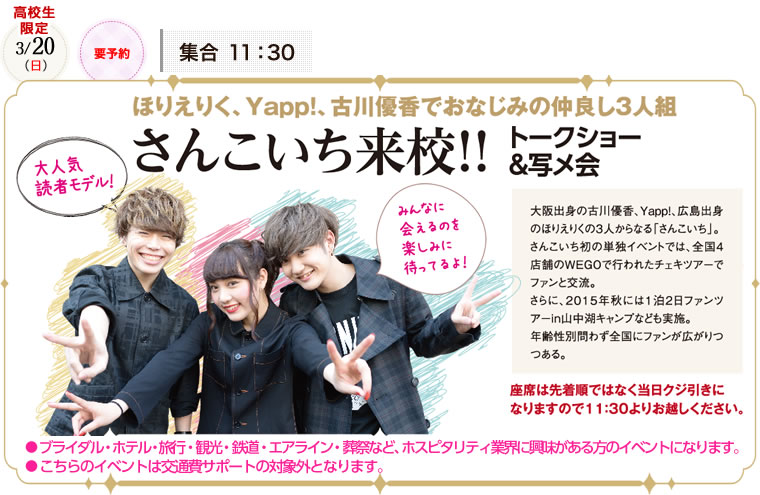 高校生
限定
3/20
(日)
要予約
集合 11:30
ほりえりく、Yapp!、古川優香でおなじみの仲良し3人組
さんこいち来校!!
トークショー
&写メ会
大人気
読者モデル!
みんなに
会えるのを
楽しみに
待ってるよ!
大阪出身の古川優香、Yapp!、広島出身
のほりえりくの3人からなる「さんこいち」。
さんこいち初の単独イベントでは、全国4
店舗のWEGOで行われたチェキツアーで
ファンと交流。
さらに、2015年秋には1泊2日ファンツ
アーin山中湖キャンプなども実施。
年齢性別問わず全国にファンが広がりつ
つある。
座席は先着順ではなく当日クジ引きに
なりますので11:30よりお越しください。
●ブライダル・ホテル・旅行・観光・鉄道・エアライン・葬祭など、ホスピタリティ業界に興味がある方のイベントになります。
●こちらのイベントは交通費サポートの対象外となります。